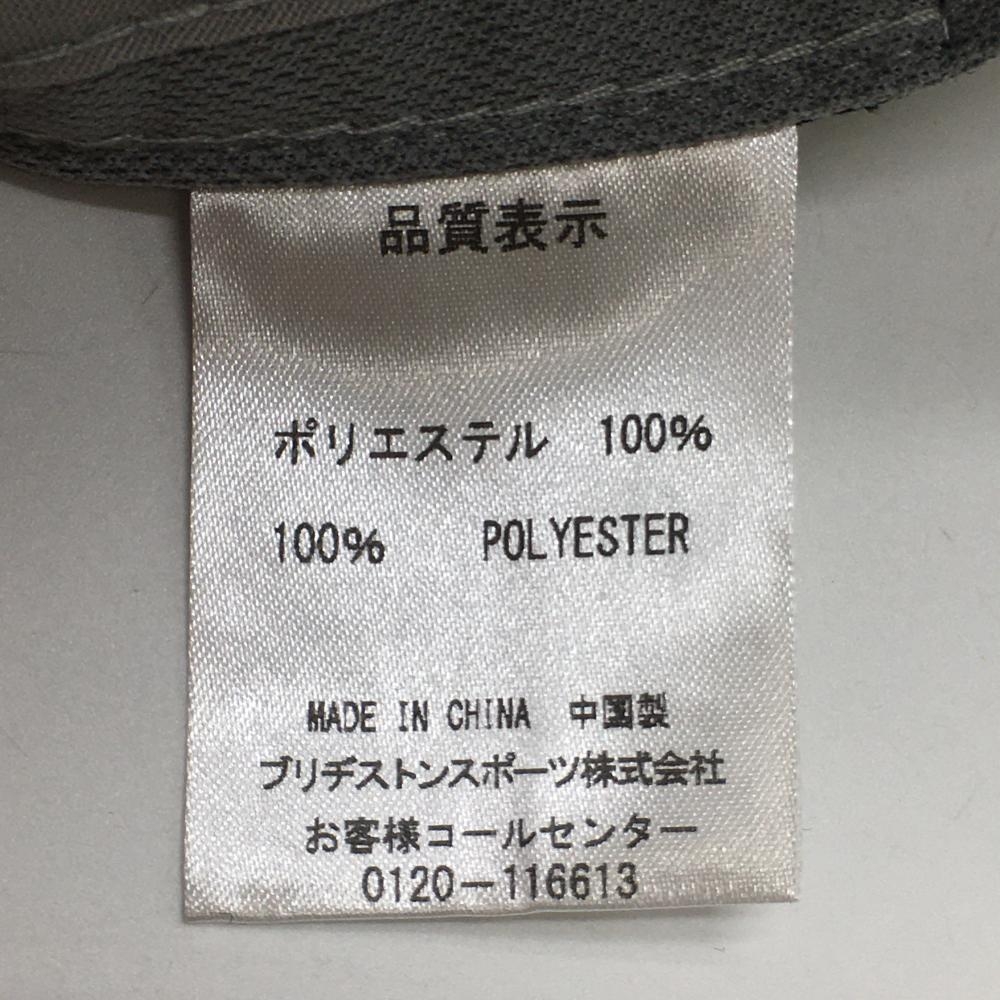 品質表示
ポリエステル 100%
100% POLYESTER
MADE IN CHINA 中国製
ブリヂストンスポーツ株式会社
お客様コールセンター
0120-116613